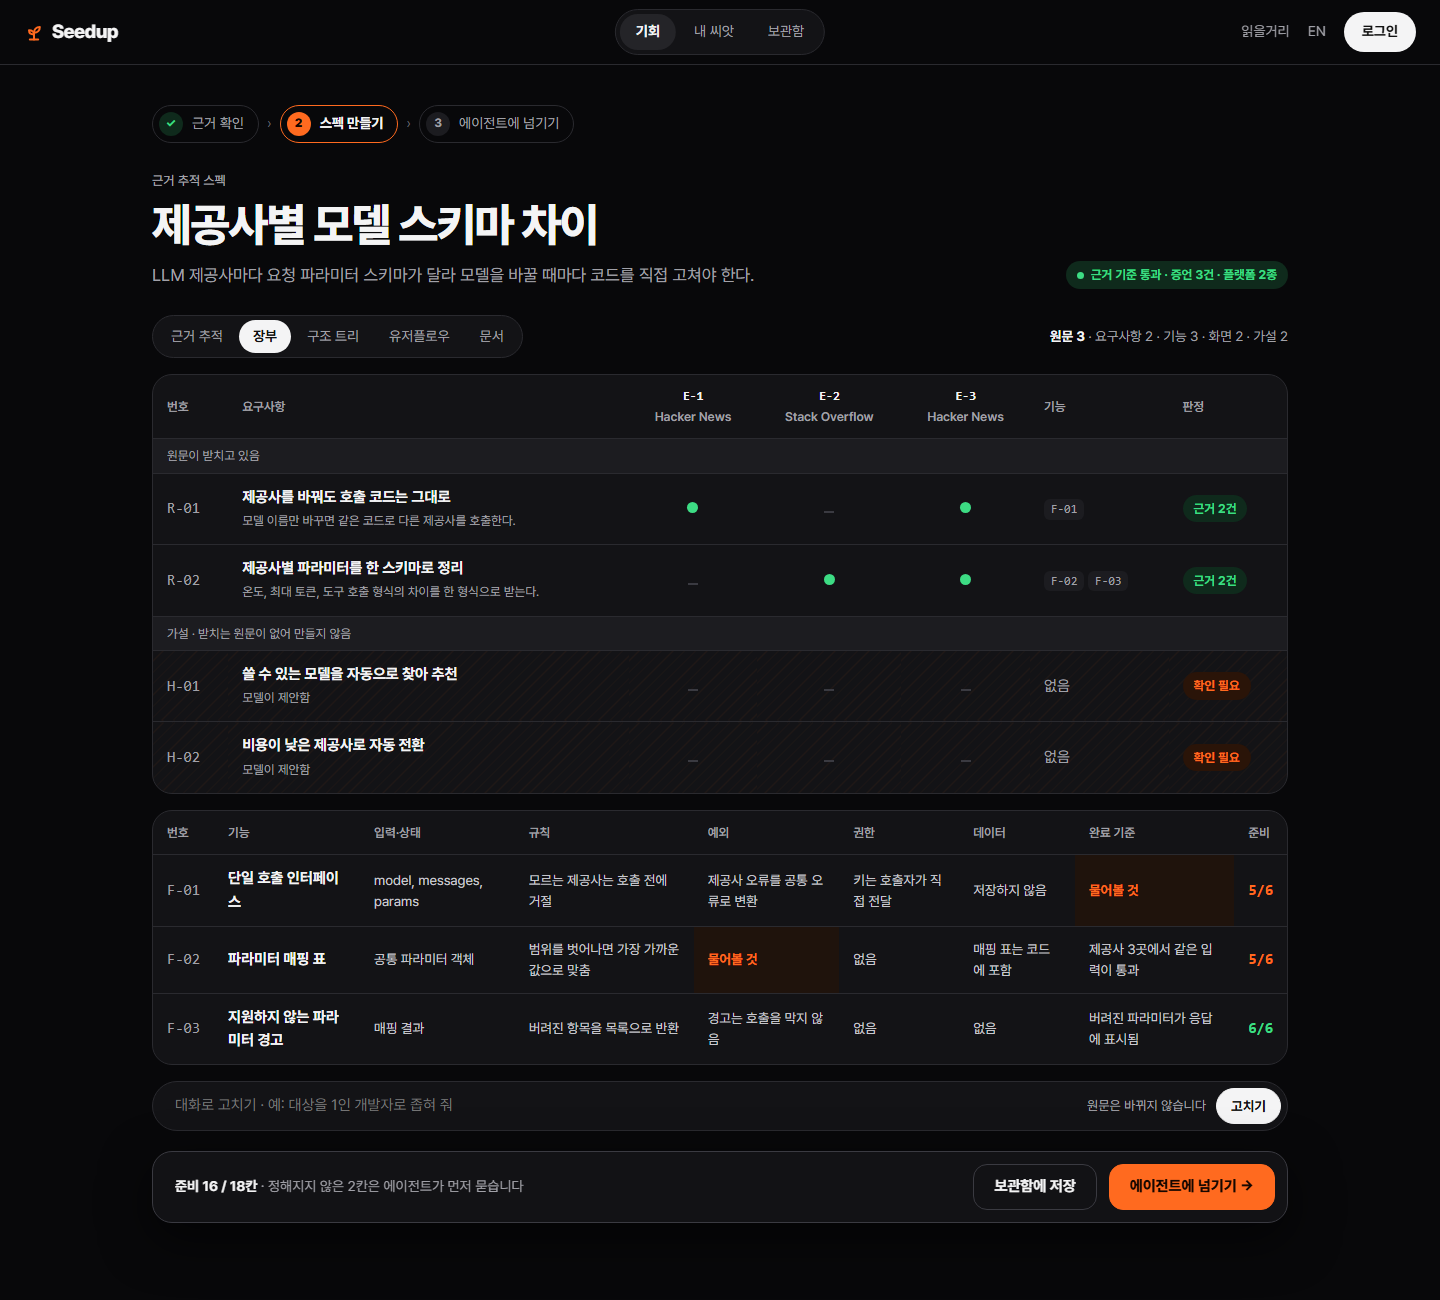 Seedup
기회
내 씨앗
보관함
읽을거리
EN
로그인
근거 확인
›
2 스펙 만들기
›
3 에이전트에 넘기기
근거 추적 스펙
제공사별 모델 스키마 차이
LLM 제공사마다 요청 파라미터 스키마가 달라 모델을 바꿀 때마다 코드를 직접 고쳐야 한다.
근거 기준 통과 · 증언 3건 · 플랫폼 2종
근거 추적
장부
구조 트리
유저플로우
문서
원문 3 · 요구사항 2 · 기능 3 · 화면 2 · 가설 2
번호
요구사항
E-1
Hacker News
E-2
Stack Overflow
E-3
Hacker News
기능
판정
원문이 받치고 있음
R-01
제공사를 바꿔도 호출 코드는 그대로
모델 이름만 바꾸면 같은 코드로 다른 제공사를 호출한다.
–
F-01
근거 2건
R-02
제공사별 파라미터를 한 스키마로 정리
온도, 최대 토큰, 도구 호출 형식의 차이를 한 형식으로 받는다.
–
F-02 F-03
근거 2건
가설 · 받치는 원문이 없어 만들지 않음
H-01
쓸 수 있는 모델을 자동으로 찾아 추천
모델이 제안함
– – –
없음
확인 필요
H-02
비용이 낮은 제공사로 자동 전환
모델이 제안함
– – –
없음
확인 필요
번호
기능
입력·상태
규칙
예외
권한
데이터
완료 기준
준비
F-01
단일 호출 인터페이
스
model, messages,
params
모르는 제공사는 호출 전에
거절
제공사 오류를 공통 오
류로 변환
키는 호출자가 직
접 전달
저장하지 않음
물어볼 것
5/6
F-02
파라미터 매핑 표
공통 파라미터 객체
범위를 벗어나면 가장 가까운
값으로 맞춤
물어볼 것
없음
매핑 표는 코드
에 포함
제공사 3곳에서 같은 입
력이 통과
5/6
F-03
지원하지 않는 파라
미터 경고
매핑 결과
버려진 항목을 목록으로 반환
경고는 호출을 막지 않
음
없음
없음
버려진 파라미터가 응답
에 표시됨
6/6
대화로 고치기 · 예: 대상을 1인 개발자로 좁혀 줘
원문은 바뀌지 않습니다
고치기
준비 16 / 18칸 · 정해지지 않은 2칸은 에이전트가 먼저 묻습니다
보관함에 저장
에이전트에 넘기기 →